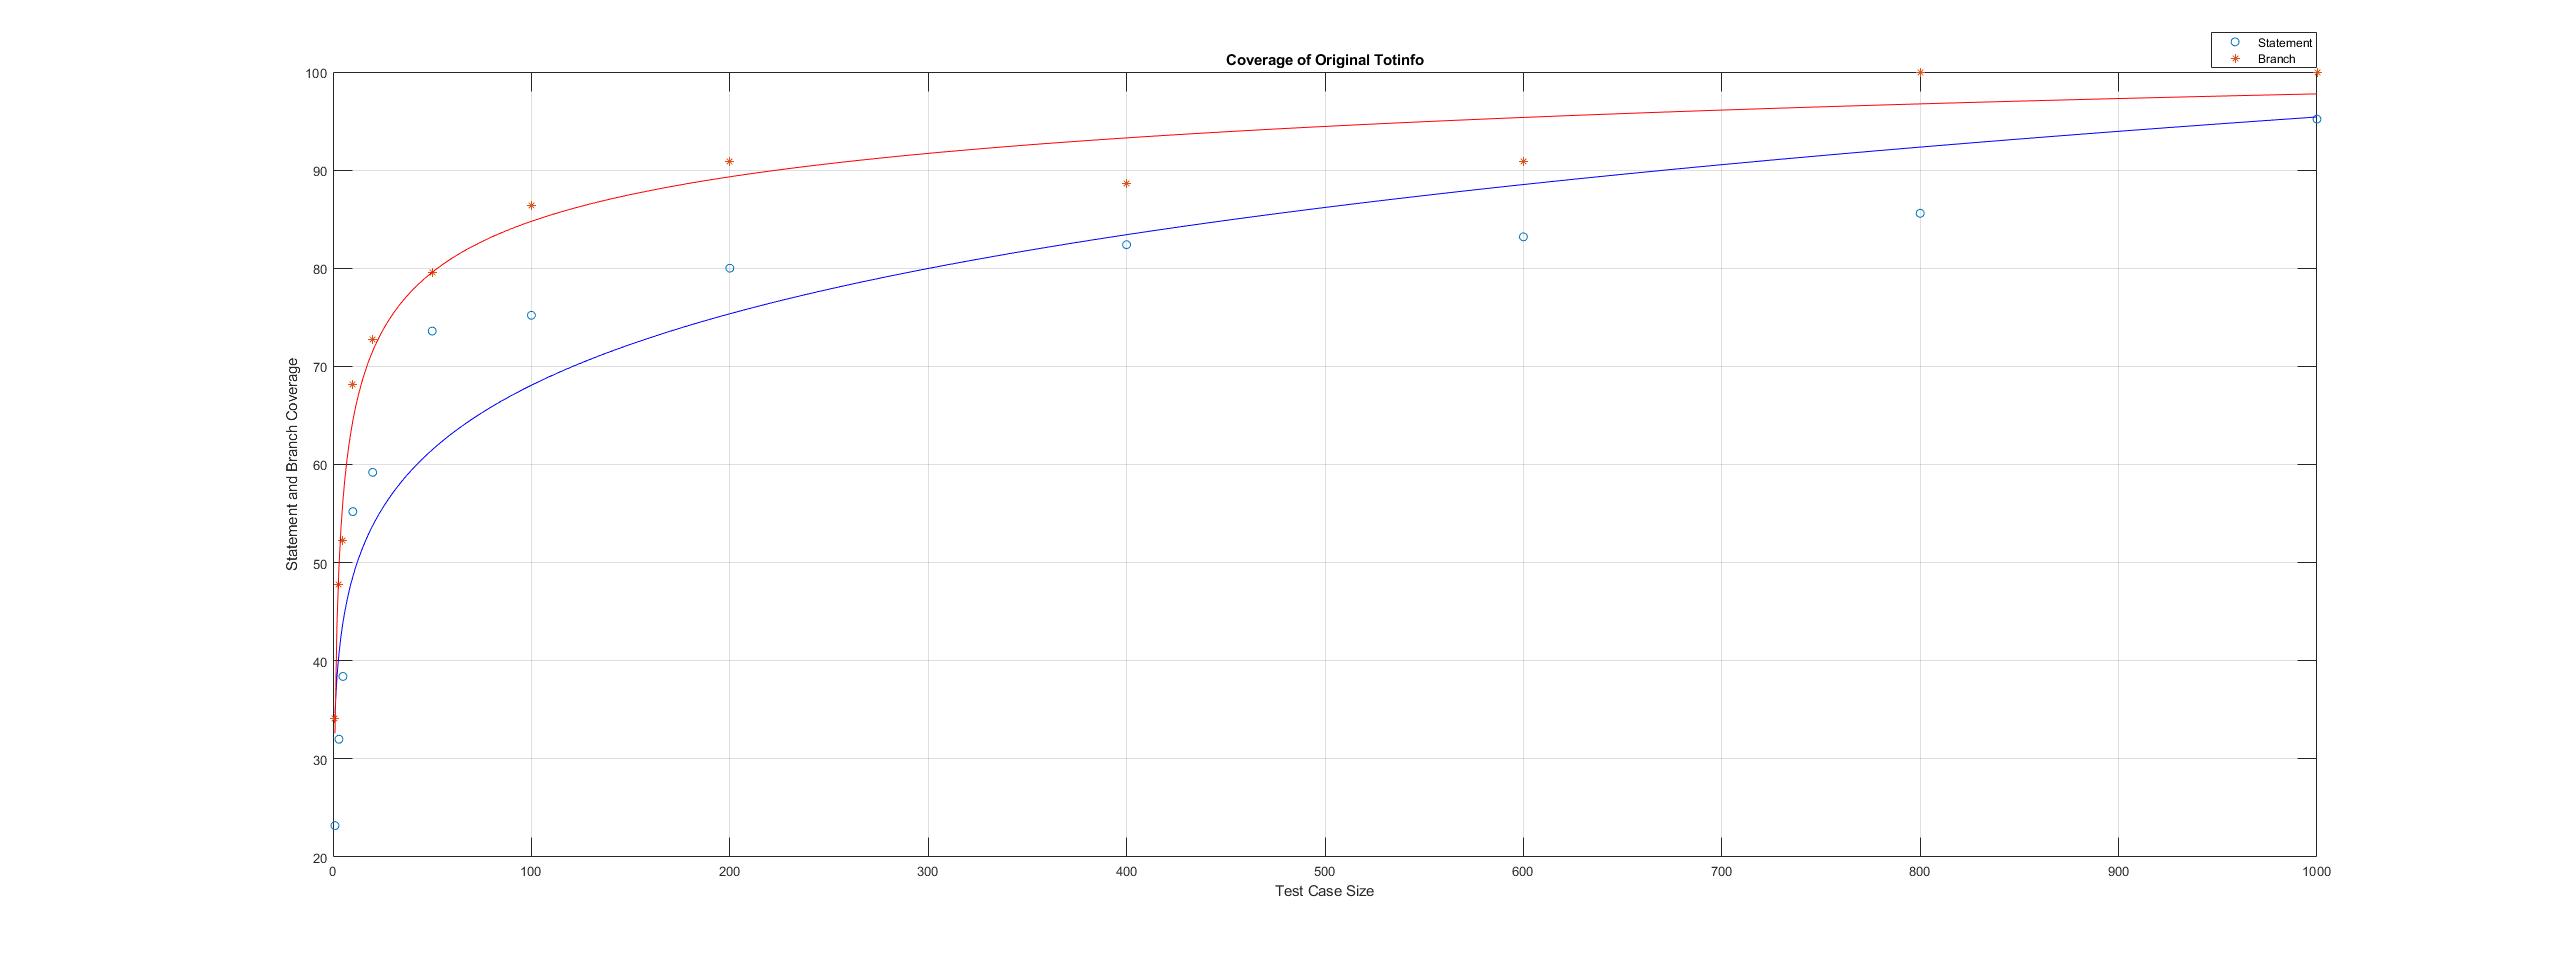 Coverage of Original Totinfo
Statement
Branch
Statement and Branch Coverage
100
90
80
70
60
50
40
30
20
0 100 200 300 400 500 600 700 800 900 1000
Test Case Size